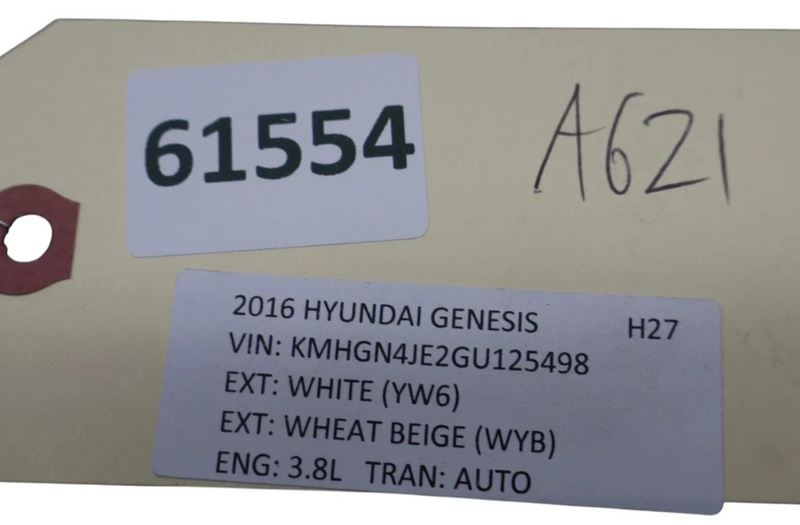 61554
A621
2016 HYUNDAI GENESIS H27
VIN: KMHGN4JE2GU125498
EXT: WHITE (YW6)
EXT: WHEAT BEIGE (WYB)
ENG: 3.8L TRAN: AUTO